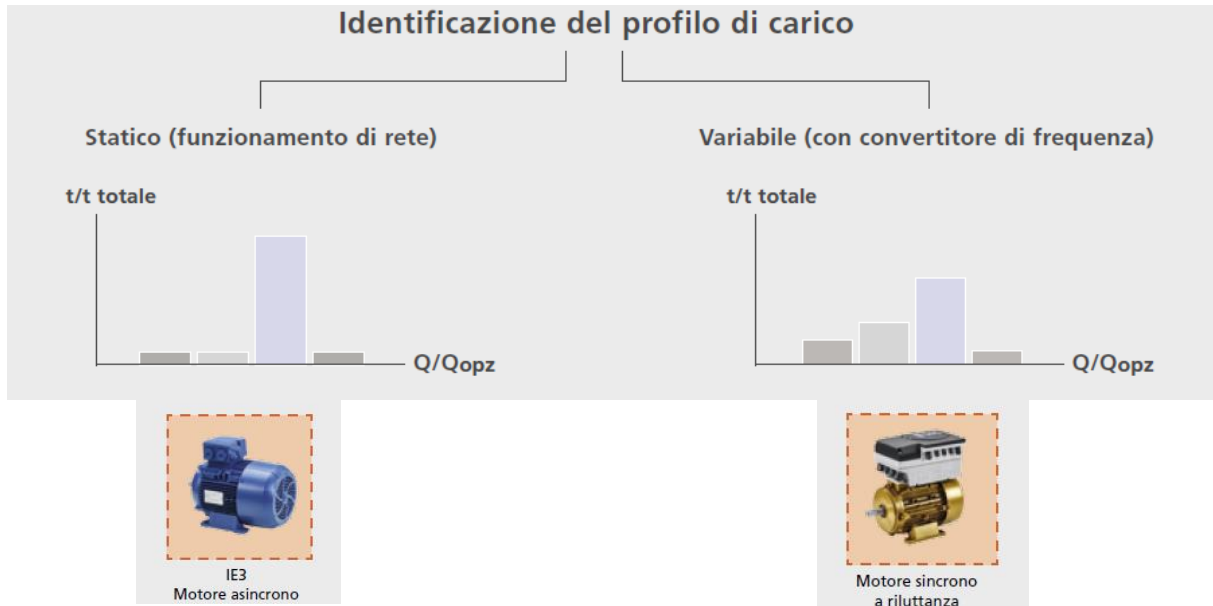 Identificazione del profilo di carico
Statico (funzionamento di rete)
Variabile (con convertitore di frequenza)
t/t totale
Q/Qopz
t/t totale
Q/Qopz
IE3
Motore asincrono
Motore sincrono
a riluttanza